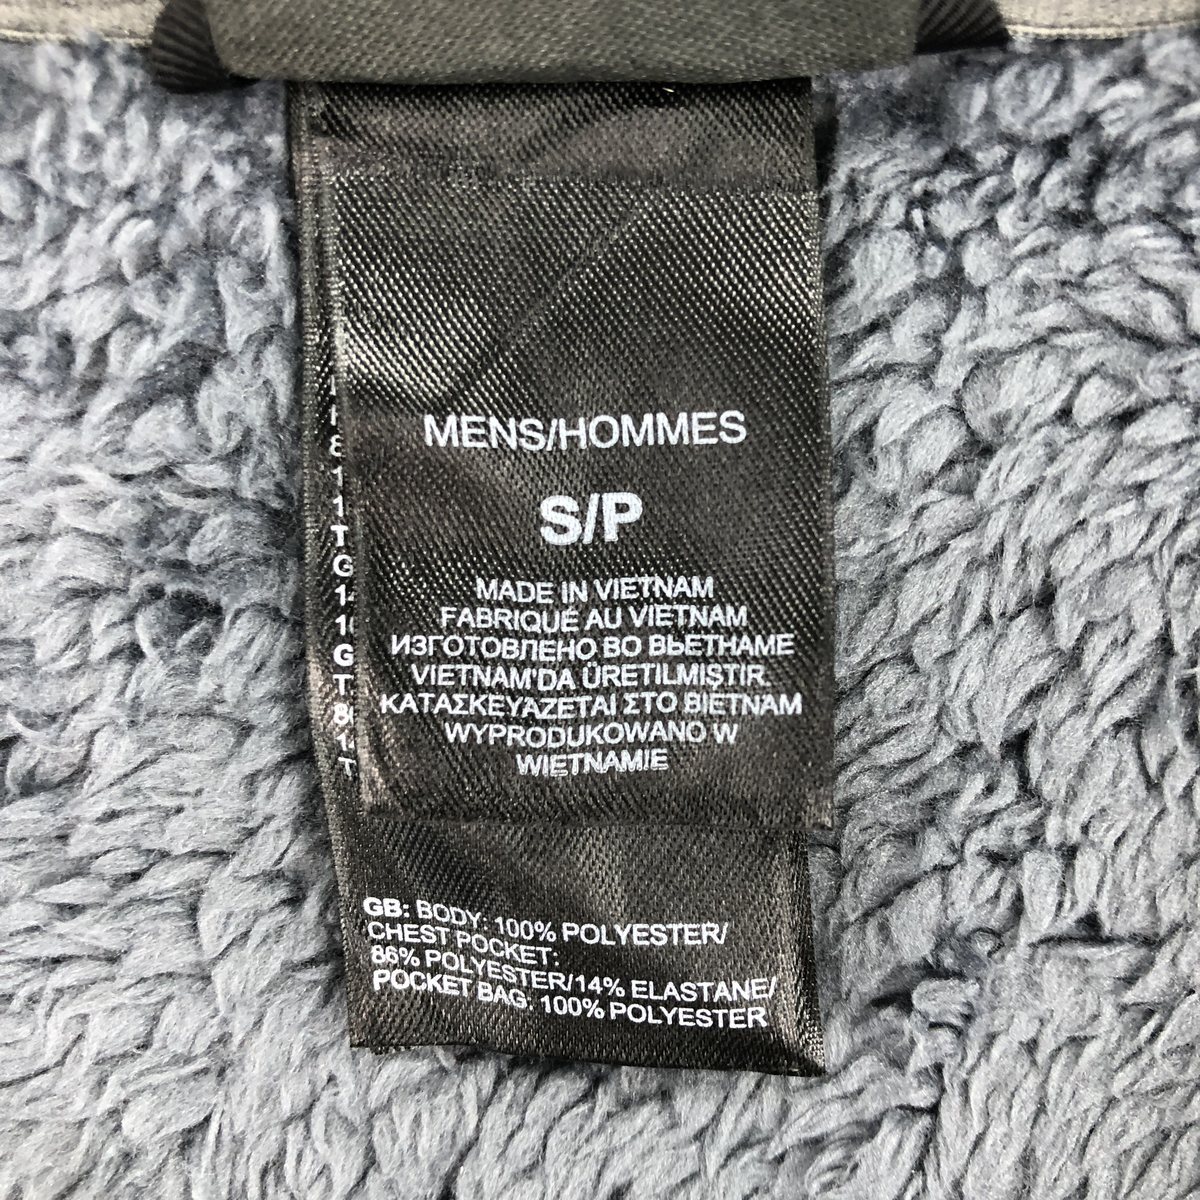 MENS/HOMMES
S/P
MADE IN VIETNAM
FABRIQUÉ AU VIETNAM
ИЗГОТОВЛЕНО ВО ВЬЕТНАМЕ
VIETNAM'DA ÜRETILMIŞTIR.
ΚΑΤΑΣΚΕΥΑΖΕΤΑΙ ΣΤΟ ΒΙΕΤΝΑΜ
WYPRODUKOWANO W
WIETNAMIE
GB: BODY: 100% POLYESTER/
CHEST POCKET:
86% POLYESTER/14% ELASTANE/
POCKET BAG: 100% POLYESTER